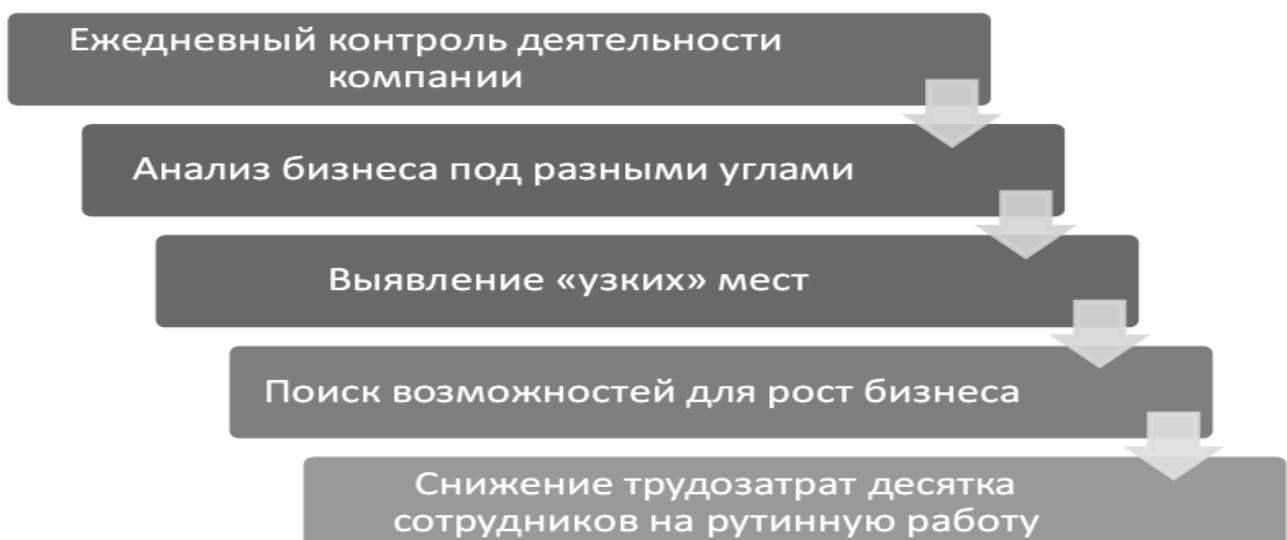 Ежедневный контроль деятельности
компании
Анализ бизнеса под разными углами
Выявление «узких» мест
Поиск возможностей для рост бизнеса
Снижение трудозатрат десятка
сотрудников на рутинную работу